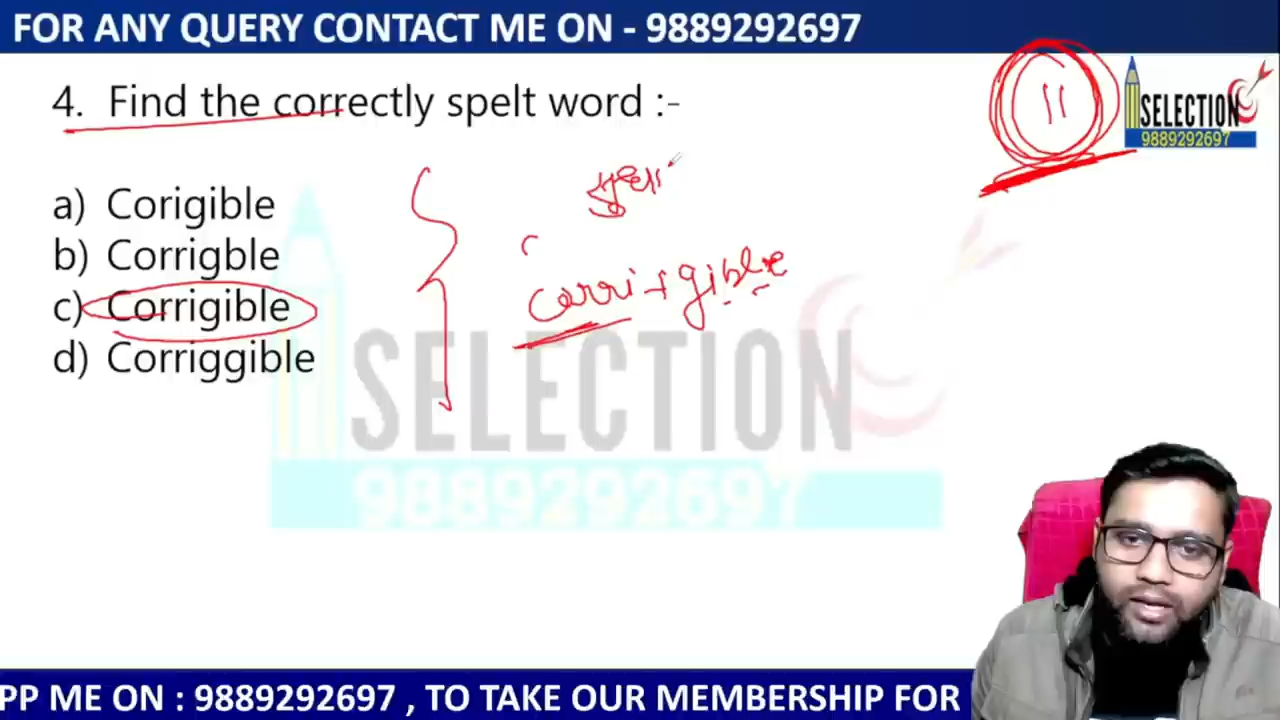 FOR ANY QUERY CONTACT ME ON - 9889292697
4. Find the correctly spelt word :-
11
SELECTION
9889292697
a) Corigible
b) Corrigble
c) Corrigible
d) Corriggible
corri + gible
SELECTION
9889292697
PP ME ON : 9889292697 , TO TAKE OUR MEMBERSHIP FOR